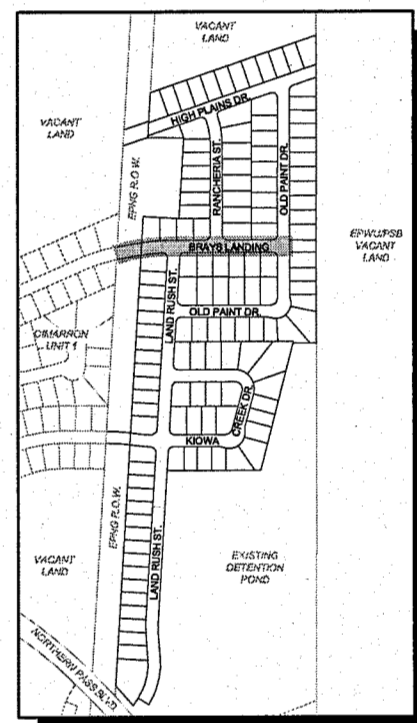 VACANT
LAND
VACANT
LAND
HIGH PLAINS DR.
RANCHERIA ST.
OLD PAINT DR.
EPNG R.O.W.
EPWU/PSB
VACANT
LAND
BRAYS LANDING
LAND RUSH ST.
OLD PAINT DR.
CIMARRON
UNIT 1
CREEK DR.
KIOWA
EPNG R.O.W.
LAND RUSH ST.
EXISTING
DETENTION
POND
VACANT
LAND
NORTHERN PASS BLVD.